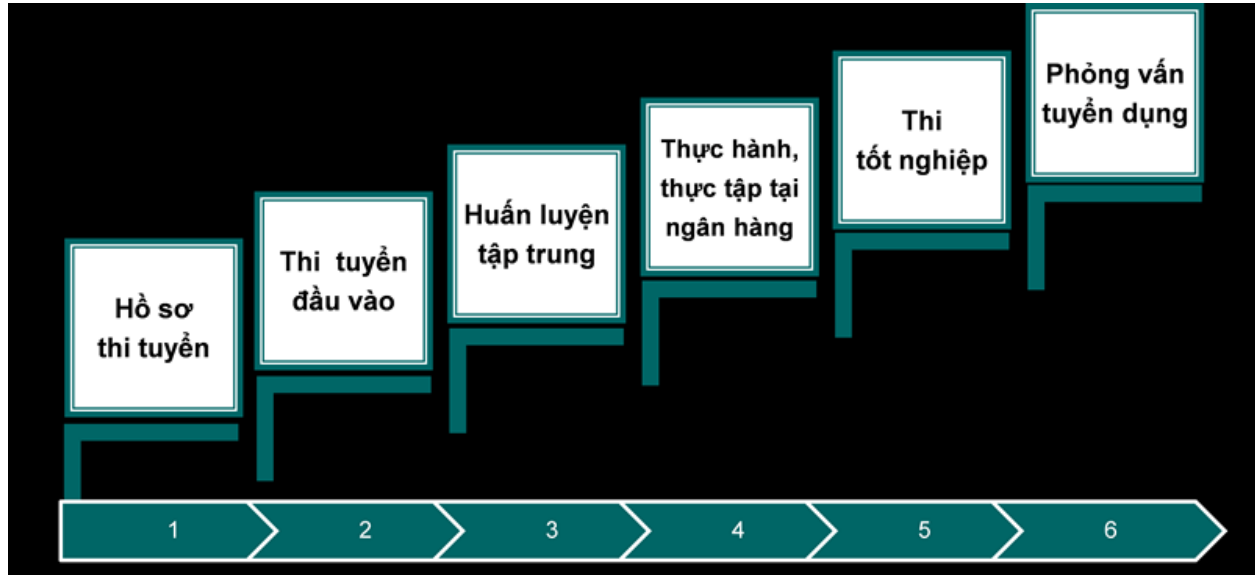 Hồ sơ
thi tuyển
Thi tuyển
đầu vào
Huấn luyện
tập trung
Thực hành,
thực tập tại
ngân hàng
Thi
tốt nghiệp
Phỏng vấn
tuyển dụng
1
2
3
4
5
6